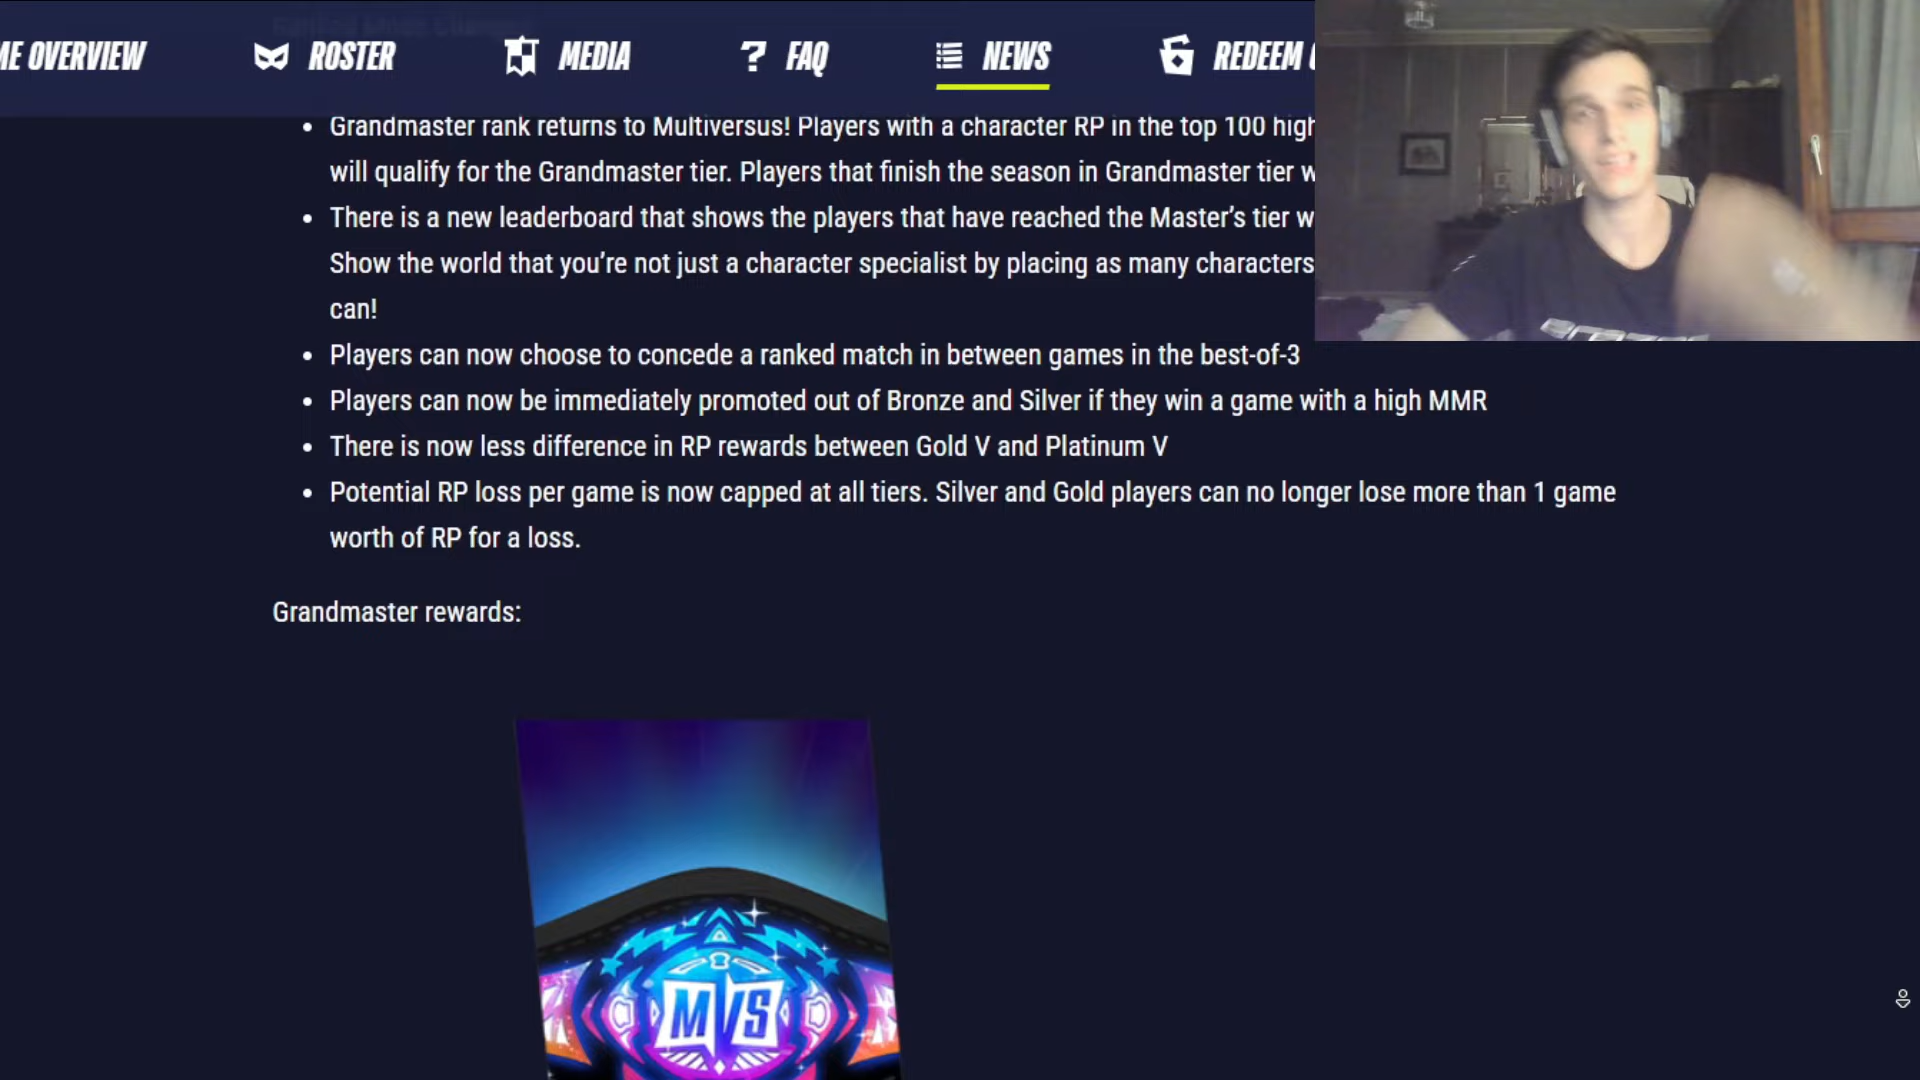 ME OVERVIEW
ROSTER
MEDIA
? FAQ
NEWS
REDEEM
Grandmaster rank returns to Multiversus! Players with a character RP in the top 100
will qualify for the Grandmaster tier. Players that finish the season in Grandmaster tier
There is a new leaderboard that shows the players that have reached the Master's tier
Show the world that you're not just a character specialist by placing as many characters
can!
Players can now choose to concede a ranked match in between games in the best-of-3
Players can now be immediately promoted out of Bronze and Silver if they win a game with a high MMR
There is now less difference in RP rewards between Gold V and Platinum V
Potential RP loss per game is now capped at all tiers. Silver and Gold players can no longer lose more than 1 game
worth of RP for a loss.
Grandmaster rewards:
MVS